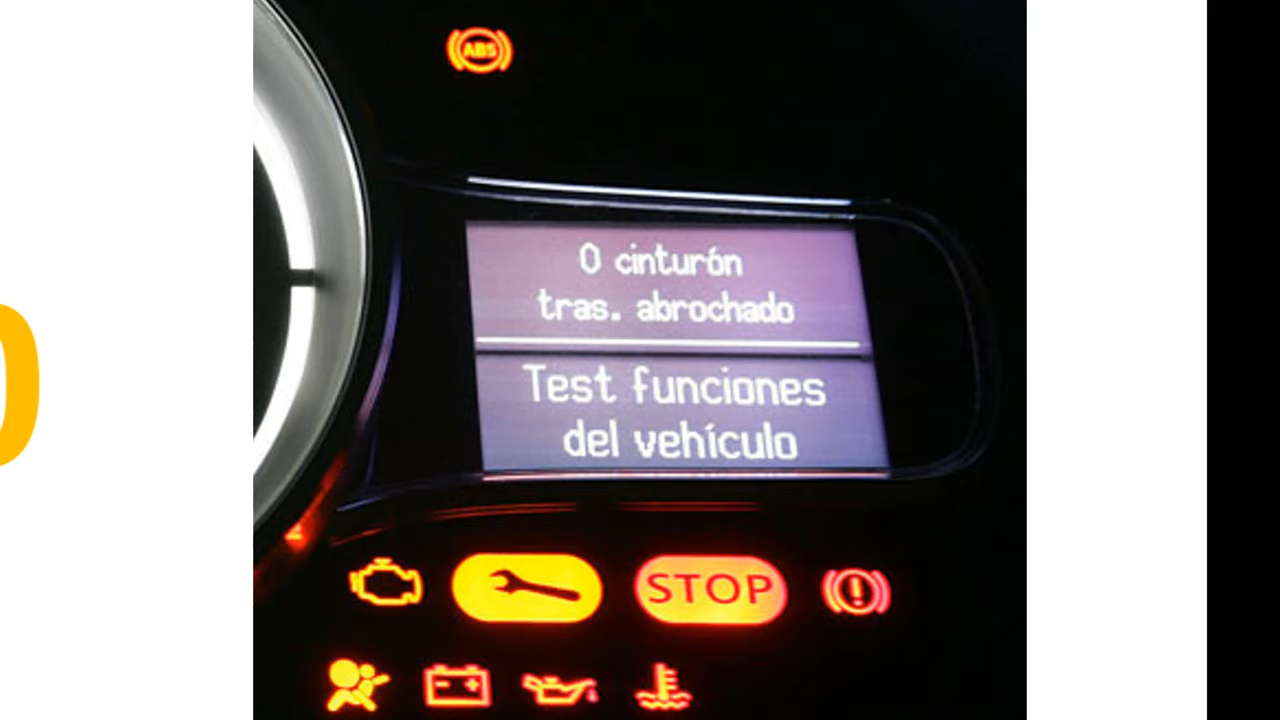 ABS
0 cinturón
tras. abrochado
Test funciones
del vehículo
STOP